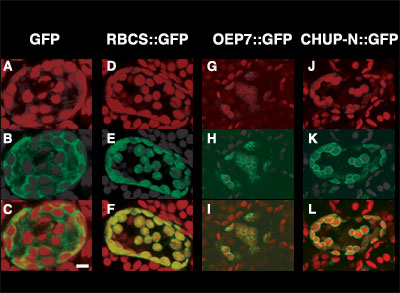 GFP RBCS::GFP OEP7::GFP CHUP-N::GFP
A D G J
B E H K
C F I L